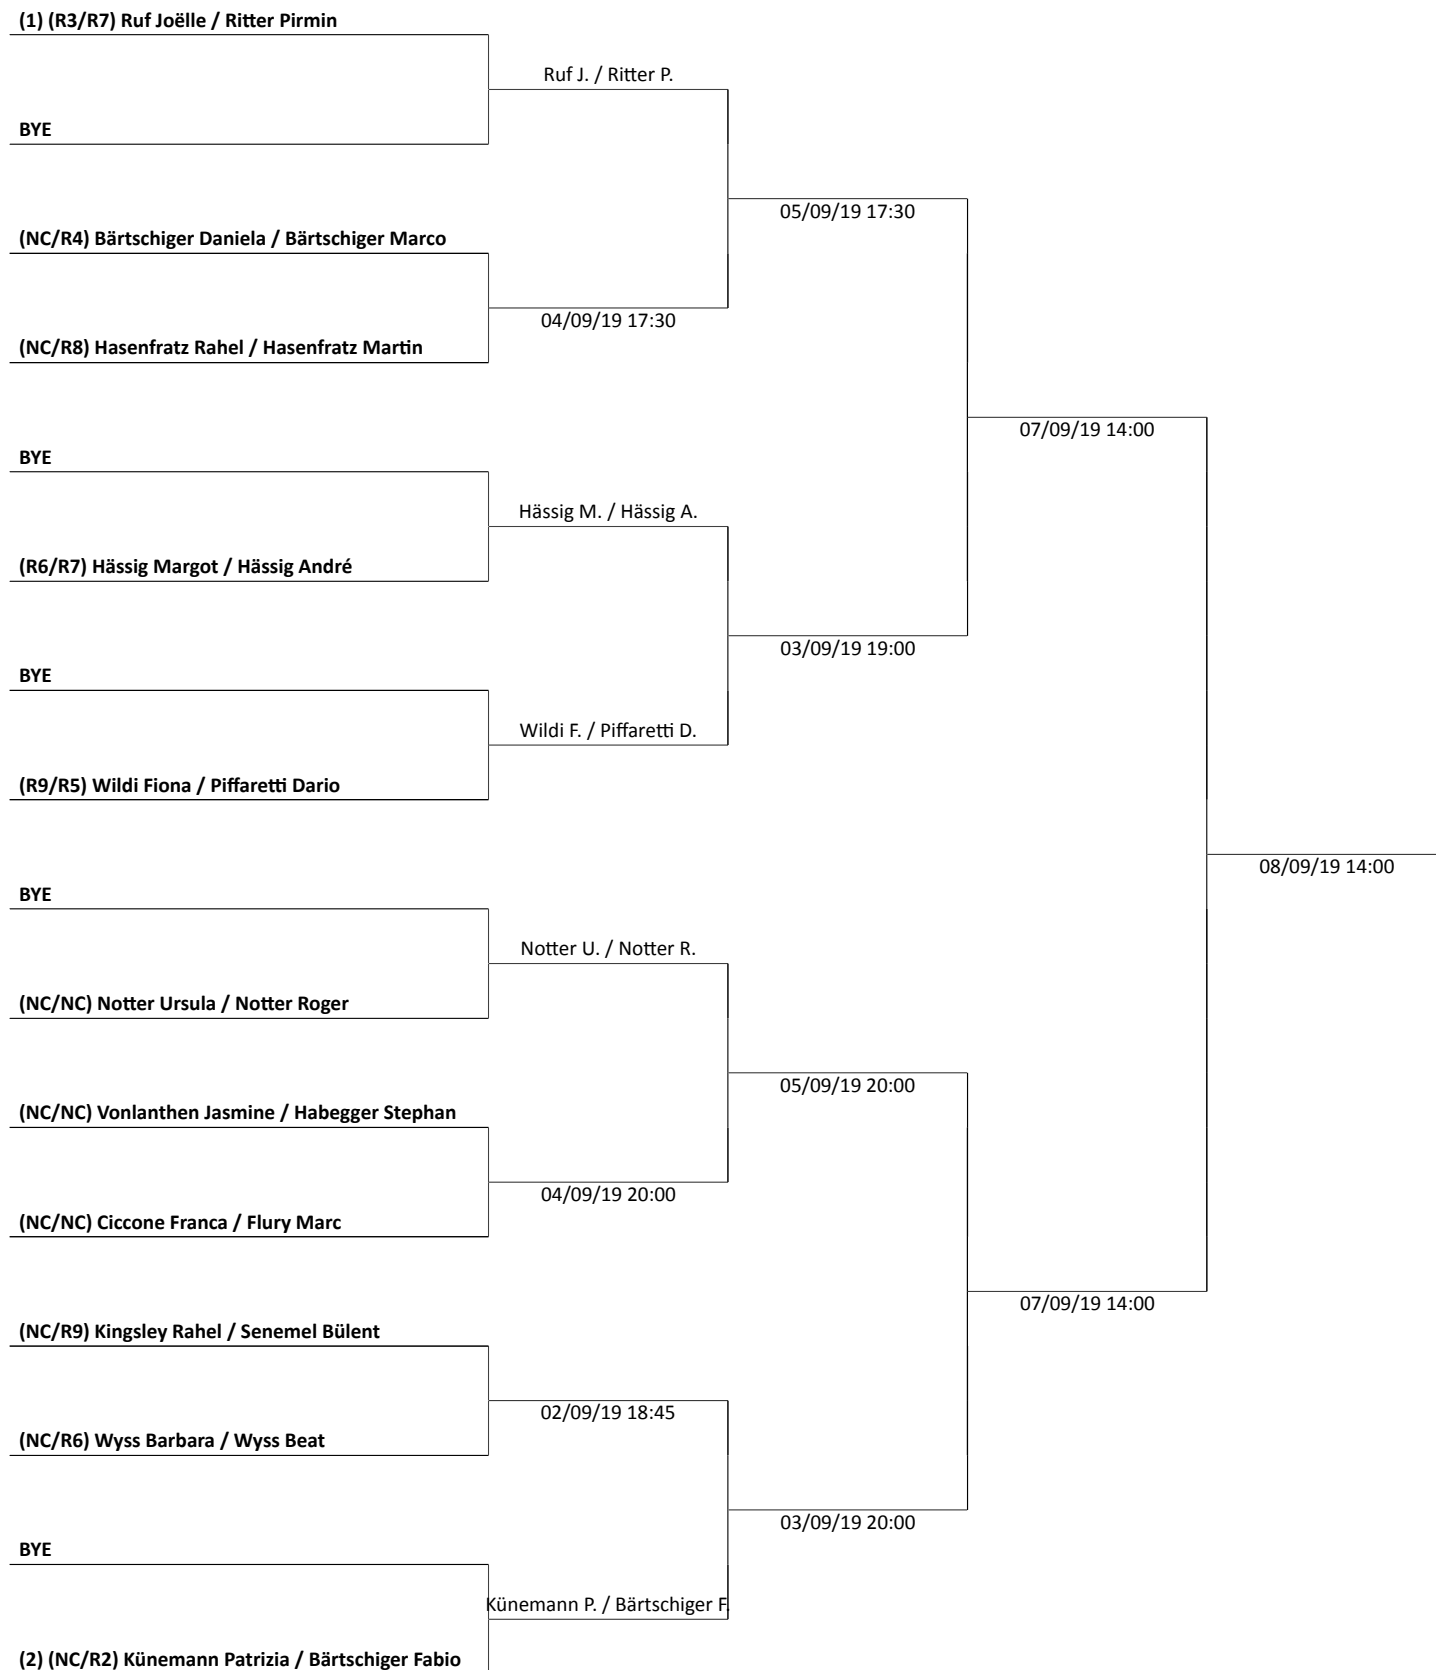 (1) (R3/R7) Ruf Joëlle / Ritter Pirmin
Ruf J. / Ritter P.
BYE
05/09/19 17:30
(NC/R4) Bärtschiger Daniela / Bärtschiger Marco
04/09/19 17:30
(NC/R8) Hasenfratz Rahel / Hasenfratz Martin
07/09/19 14:00
BYE
Hässig M. / Hässig A.
(R6/R7) Hässig Margot / Hässig André
03/09/19 19:00
BYE
Wildi F. / Piffaretti D.
(R9/R5) Wildi Fiona / Piffaretti Dario
08/09/19 14:00
BYE
Notter U. / Notter R.
(NC/NC) Notter Ursula / Notter Roger
05/09/19 20:00
(NC/NC) Vonlanthen Jasmine / Habegger Stephan
04/09/19 20:00
(NC/NC) Ciccone Franca / Flury Marc
07/09/19 14:00
(NC/R9) Kingsley Rahel / Senemel Bülent
02/09/19 18:45
(NC/R6) Wyss Barbara / Wyss Beat
03/09/19 20:00
BYE
Künemann P. / Bärtschiger F.
(2) (NC/R2) Künemann Patrizia / Bärtschiger Fabio